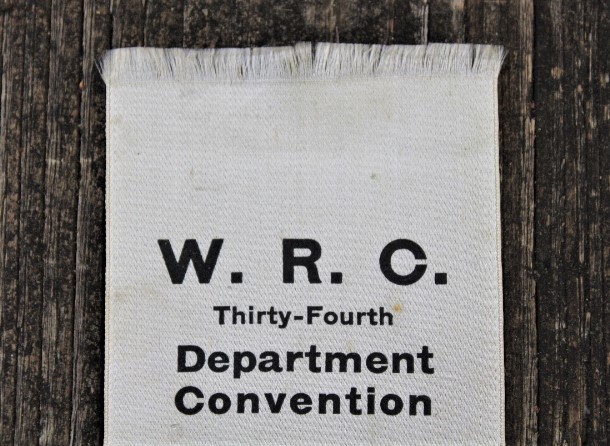 W. R. C.
Thirty-Fourth
Department
Convention